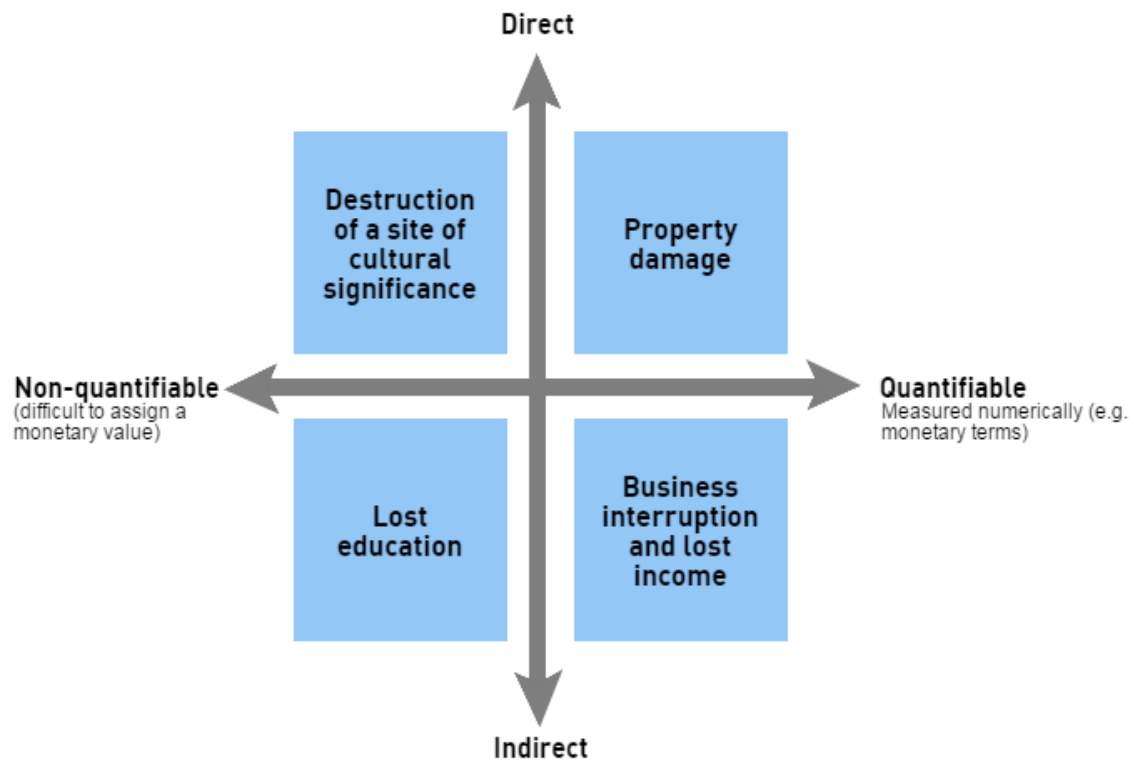 Direct
Destruction
of a site of
cultural
significance
Property
damage
Non-quantifiable
(difficult to assign a
monetary value)
Quantifiable
Measured numerically (e.g.
monetary terms)
Lost
education
Business
interruption
and lost
income
Indirect